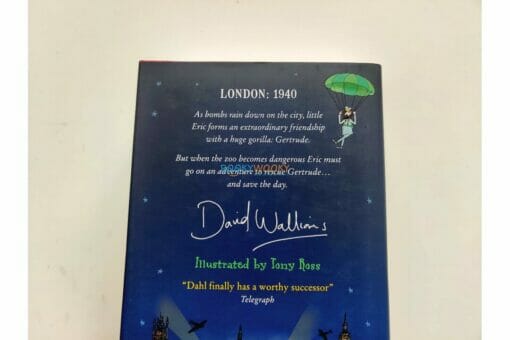 LONDON: 1940
As bombs rain down on the city, little
Eric forms an extraordinary friendship
with a huge gorilla: Gertrude.
But when the zoo becomes dangerous Eric must
BOOKYWOOKY
go on an adventure to rescue Gertrude...
and save the day.
David Walliams
Illustrated by Tony Ross
"Dahl finally has a worthy successor"
Telegraph